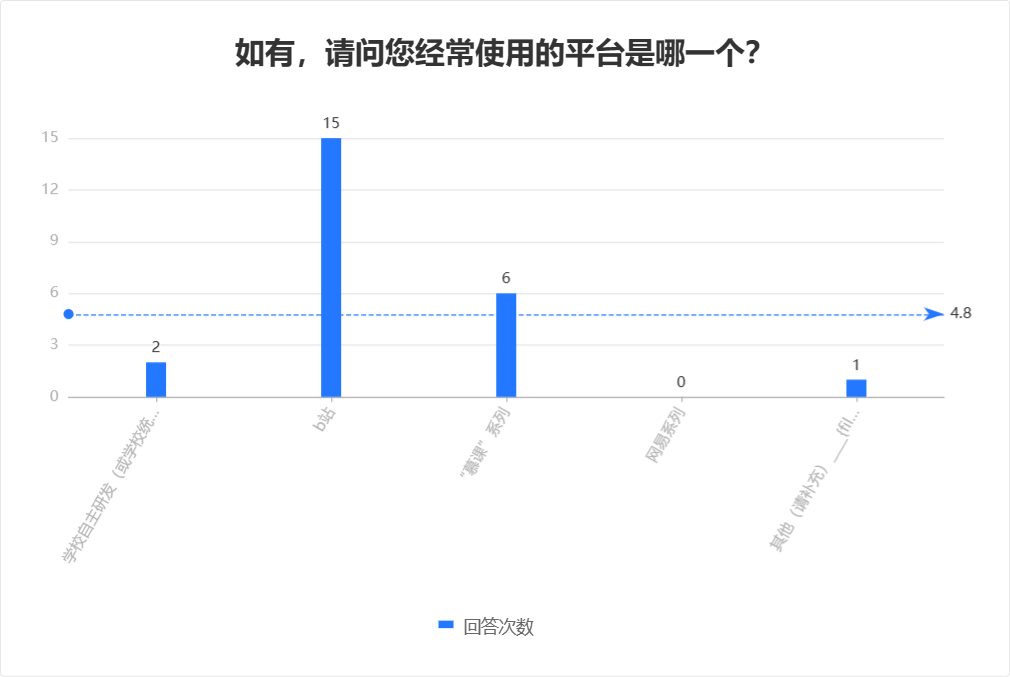 如有，请问您经常使用的平台是哪一个?
15
12
9
6
3
0
2
15
6
0
1
4.8
学校自主研发（或学校统...
b站
“慕课”系列
网易系列
其他（请补充）____(fil...
回答次数